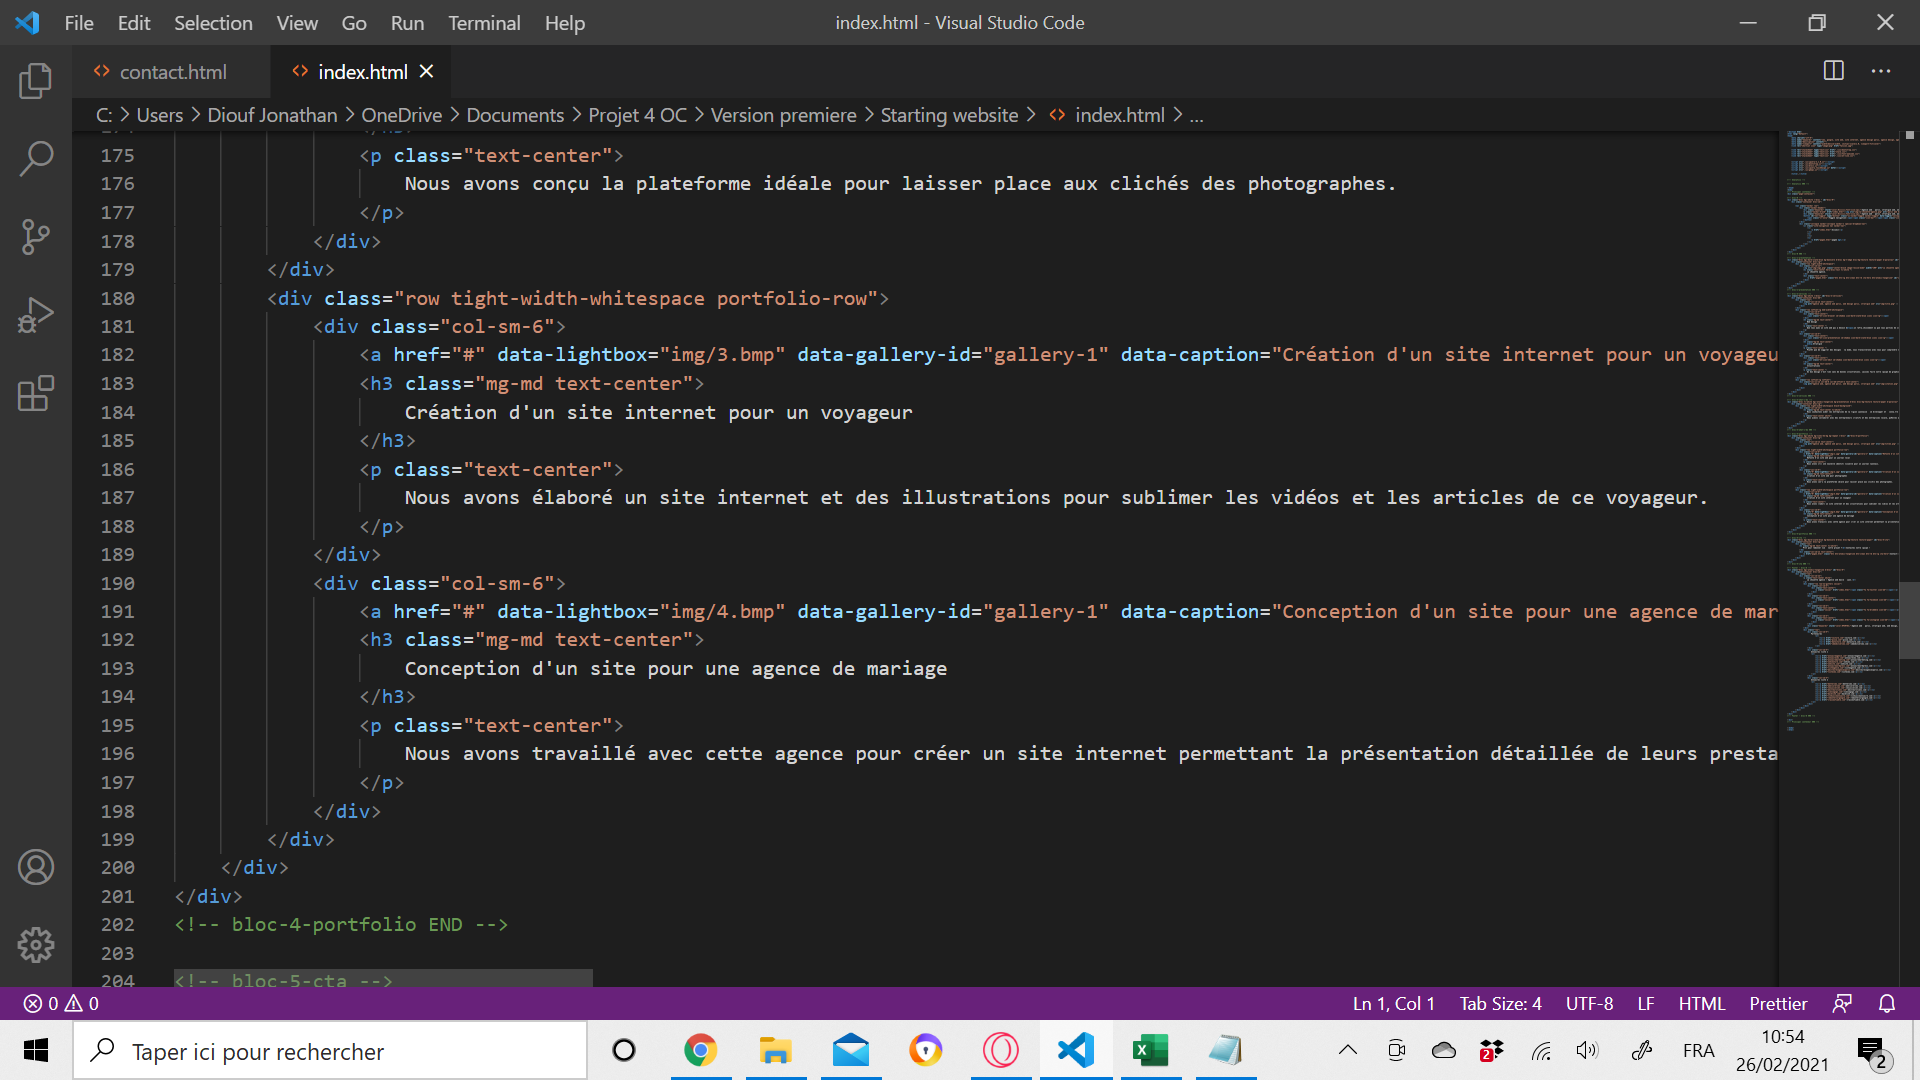 File Edit Selection View Go Run Terminal Help index.html - Visual Studio Code
contact.html index.html
C: > Users > Diouf Jonathan > OneDrive > Documents > Projet 4 OC > Version premiere > Starting website > index.html > ...
175 <p class="text-center">
176 Nous avons conçu la plateforme idéale pour laisser place aux clichés des photographes.
177 </p>
178 </div>
179 </div>
180 <div class="row tight-width-whitespace portfolio-row">
181 <div class="col-sm-6">
182 <a href="#" data-lightbox="img/3.bmp" data-gallery-id="gallery-1" data-caption="Création d'un site internet pour un voyageu
183 <h3 class="mg-md text-center">
184 Création d'un site internet pour un voyageur
185 </h3>
186 <p class="text-center">
187 Nous avons élaboré un site internet et des illustrations pour sublimer les vidéos et les articles de ce voyageur.
188 </p>
189 </div>
190 <div class="col-sm-6">
191 <a href="#" data-lightbox="img/4.bmp" data-gallery-id="gallery-1" data-caption="Conception d'un site pour une agence de mar
192 <h3 class="mg-md text-center">
193 Conception d'un site pour une agence de mariage
194 </h3>
195 <p class="text-center">
196 Nous avons travaillé avec cette agence pour créer un site internet permettant la présentation détaillée de leurs presta
197 </p>
198 </div>
199 </div>
200 </div>
201 </div>
202 <!-- bloc-4-portfolio END -->
203
204 <!-- bloc-5-cta -->
0 0 Ln 1, Col 1 Tab Size: 4 UTF-8 LF HTML Prettier
Taper ici pour rechercher
2 FRA 10:54
26/02/2021 2